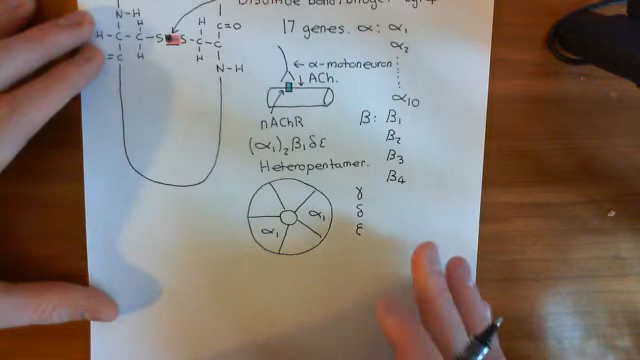 Disulfide bond
17 genes. α: α1
α2
α10
N-H
H
H-C-C-S S-C-C
H
=C
H
C=O
H
N-H
← α-motoneuron
↓ ACh.
nAChR
(α1)2β1δε
Heteropentamer.
β: β1
β2
β3
β4
γ
δ
ε
α1
α1